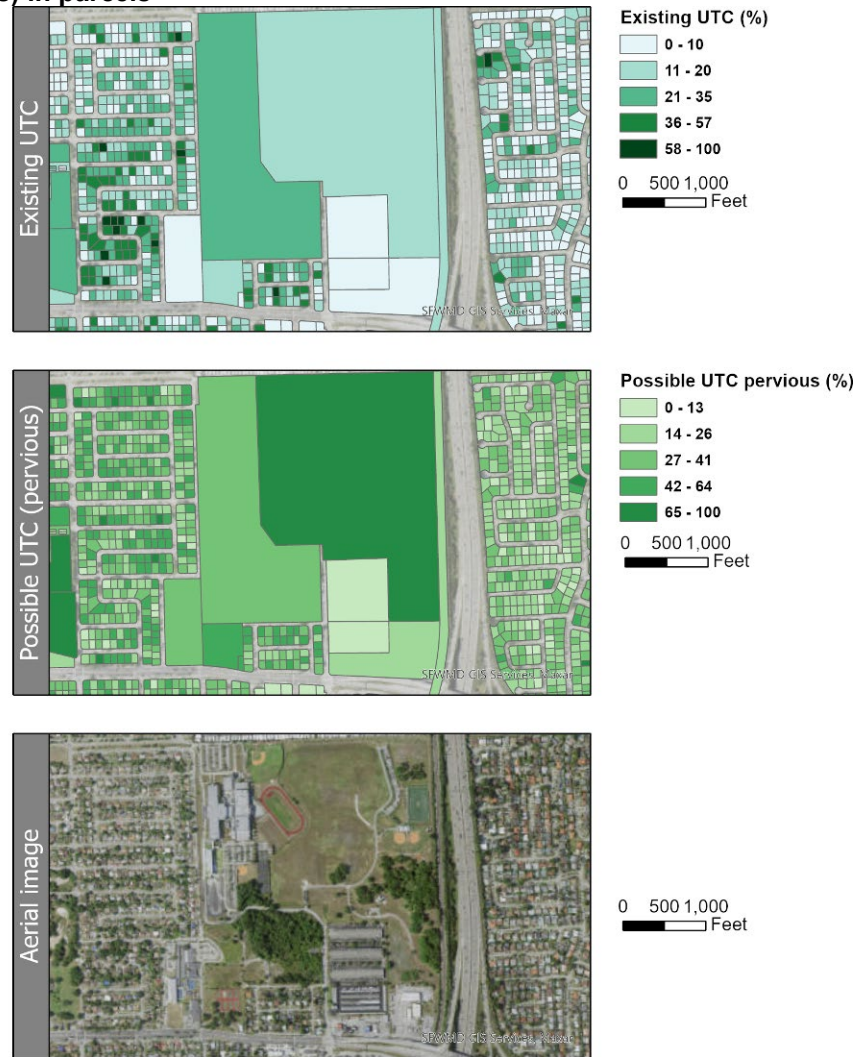 in parcels
Existing UTC
SFWMD GIS Services, Maxar
Existing UTC (%)
0 - 10
11 - 20
21 - 35
36 - 57
58 - 100
0 500 1,000
Feet
Possible UTC (pervious)
SFWMD GIS Services, Maxar
Possible UTC pervious (%)
0 - 13
14 - 26
27 - 41
42 - 64
65 - 100
0 500 1,000
Feet
Aerial image
SFWMD GIS Services, Maxar
0 500 1,000
Feet